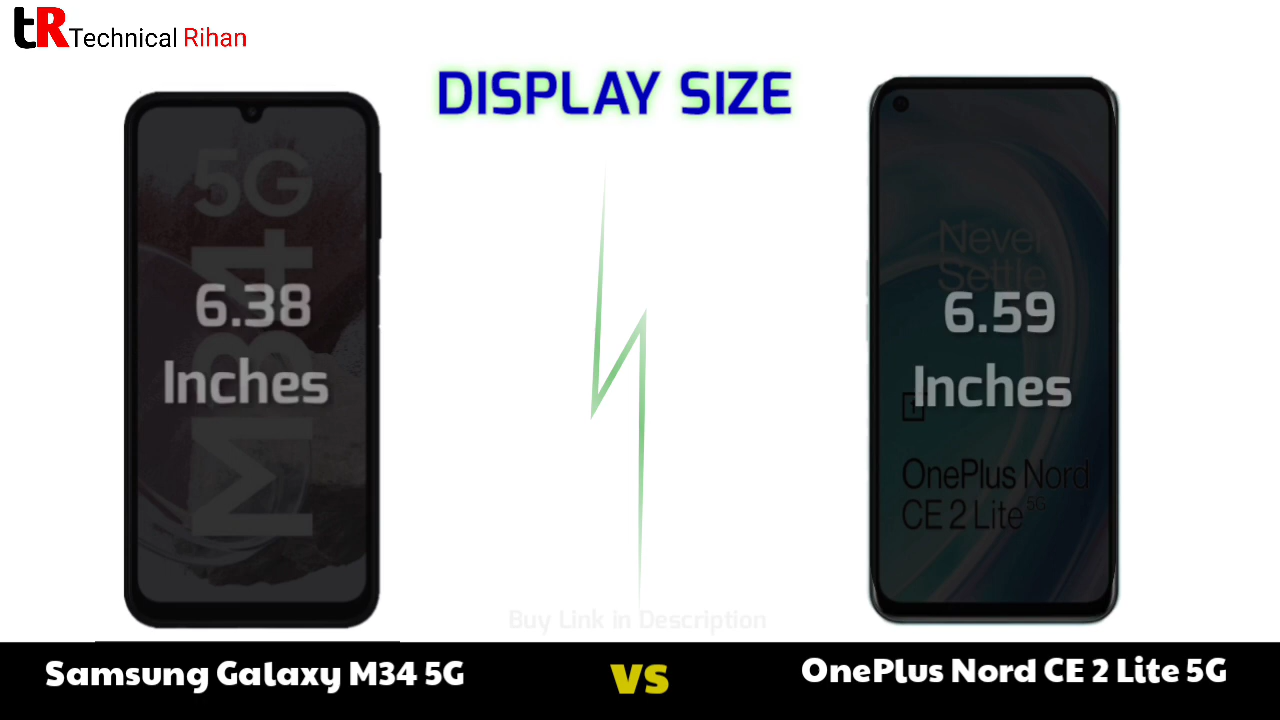 tR Technical Rihan
DISPLAY SIZE
5G
M34
6.38
Inches
Never
Settle
6.59
Inches
1
OnePlus Nord
CE 2 Lite 5G
Buy Link in Description
Samsung Galaxy M34 5G
VS
OnePlus Nord CE 2 Lite 5G